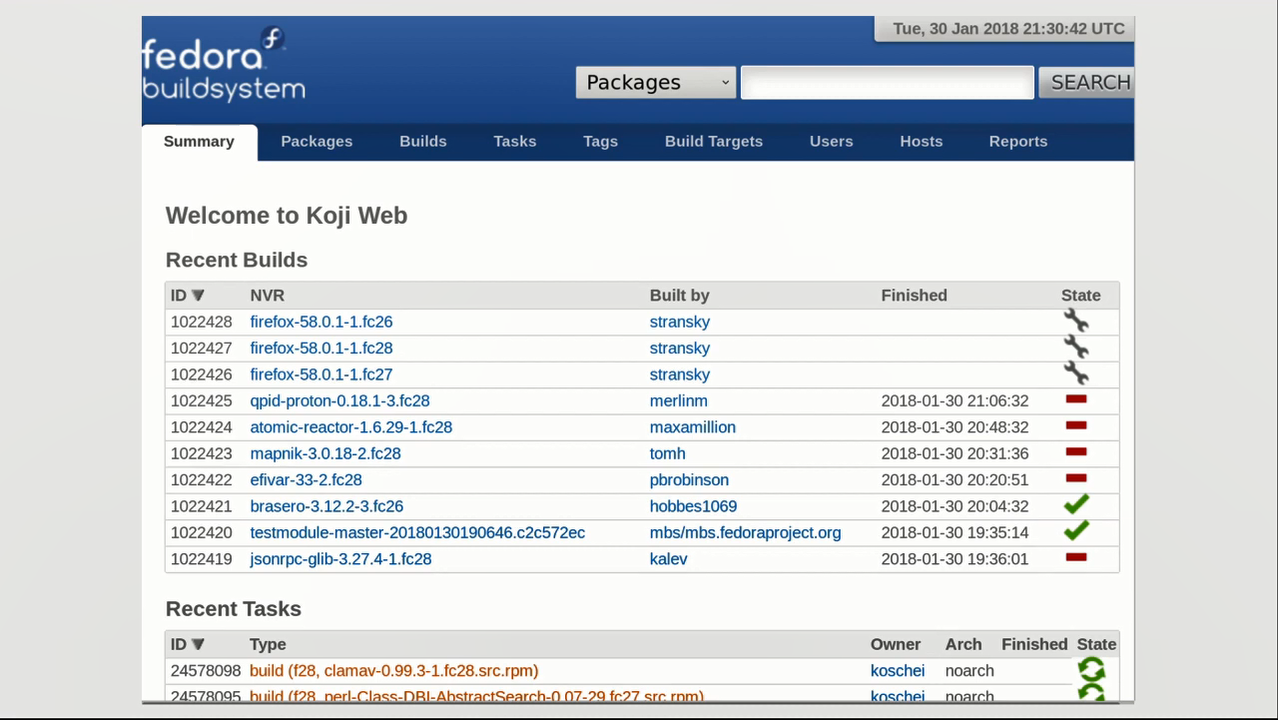 Tue, 30 Jan 2018 21:30:42 UTC
fedora
buildsystem
Packages SEARCH
Summary Packages Builds Tasks Tags Build Targets Users Hosts Reports
Welcome to Koji Web
Recent Builds
ID NVR Built by Finished State
1022428 firefox-58.0.1-1.fc26 stransky
1022427 firefox-58.0.1-1.fc28 stransky
1022426 firefox-58.0.1-1.fc27 stransky
1022425 qpid-proton-0.18.1-3.fc28 merlinm 2018-01-30 21:06:32
1022424 atomic-reactor-1.6.29-1.fc28 maxamillion 2018-01-30 20:48:32
1022423 mapnik-3.0.18-2.fc28 tomh 2018-01-30 20:31:36
1022422 efivar-33-2.fc28 pbrobinson 2018-01-30 20:20:51
1022421 brasero-3.12.2-3.fc26 hobbes1069 2018-01-30 20:04:32
1022420 testmodule-master-20180130190646.c2c572ec mbs/mbs.fedoraproject.org 2018-01-30 19:35:14
1022419 jsonrpc-glib-3.27.4-1.fc28 kalev 2018-01-30 19:36:01
Recent Tasks
ID Type Owner Arch Finished State
24578098 build (f28, clamav-0.99.3-1.fc28.src.rpm) koschei noarch
24578095 build (f28, perl-Class-DBI-AbstractSearch-0.07-29.fc27.src.rpm) koschei noarch